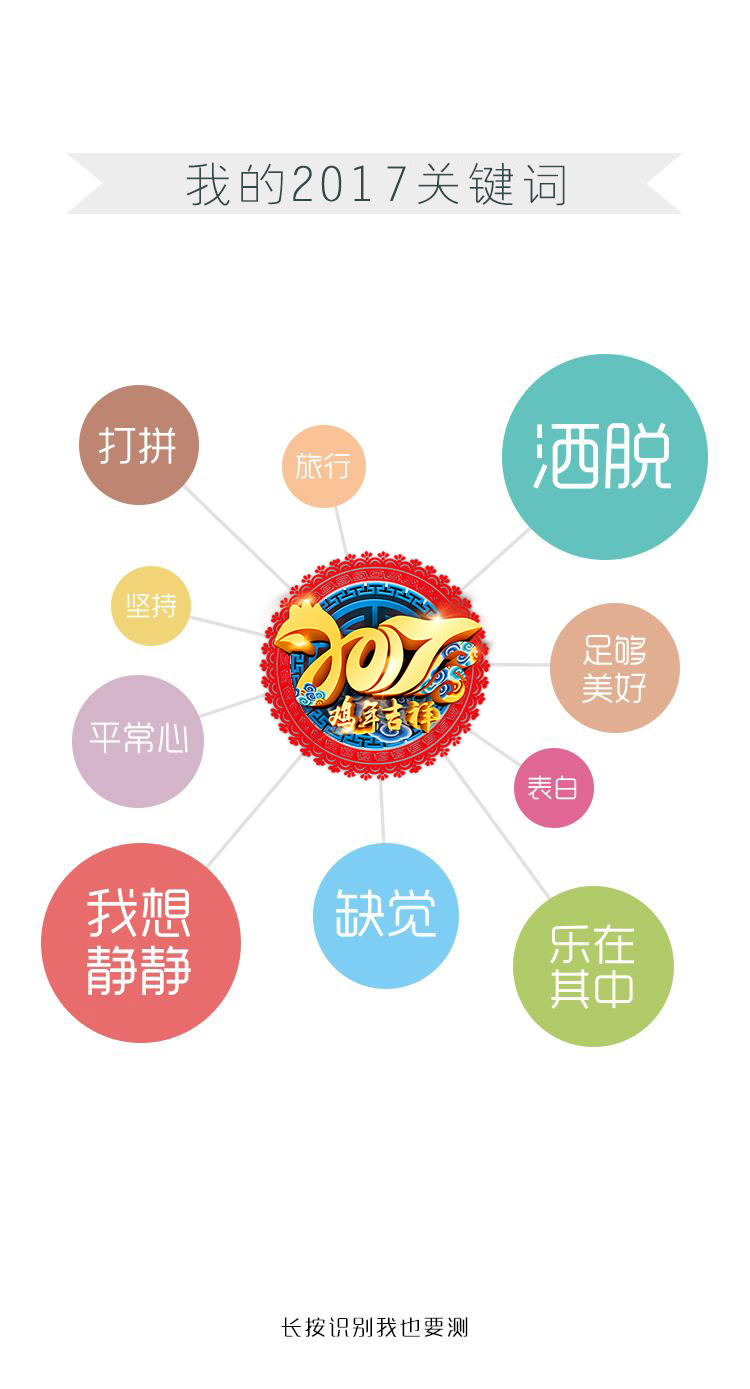 我的2017关键词
打拼
旅行
洒脱
坚持
2017
鸡年吉祥
足够
美好
平常心
表白
我想
静静
缺觉
乐在
其中
长按识别我也要测